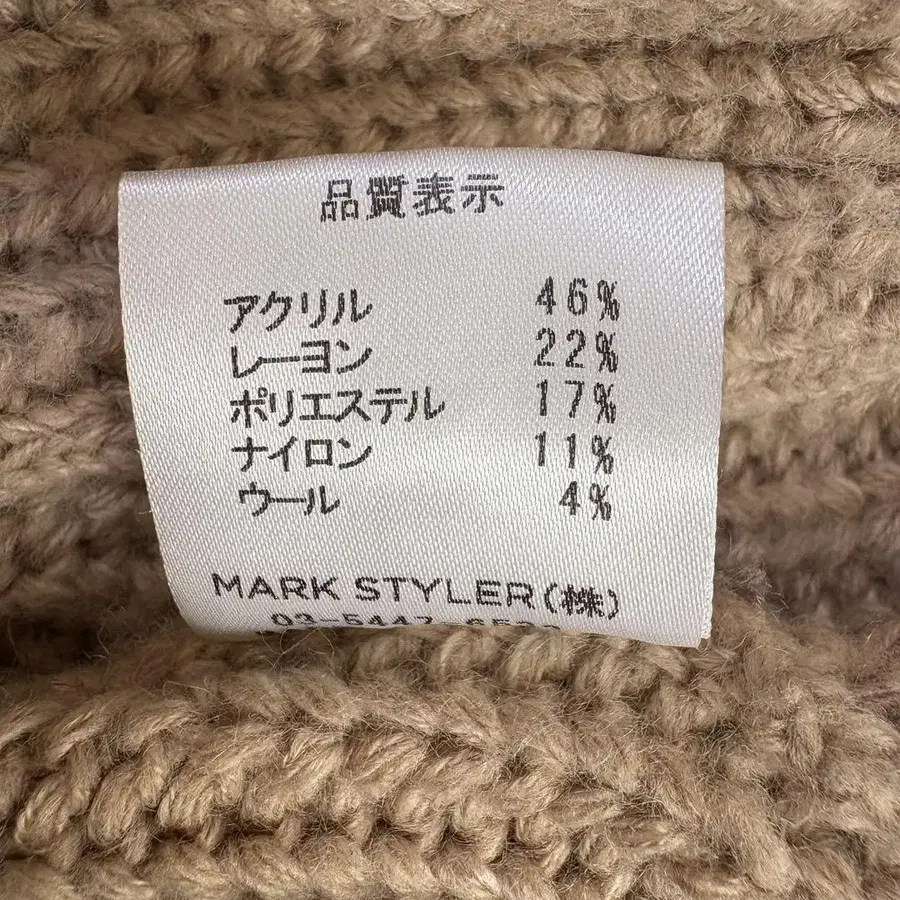 品質表示
アクリル 46%
レーヨン 22%
ポリエステル 17%
ナイロン 11%
ウール 4%
MARK STYLER(株)